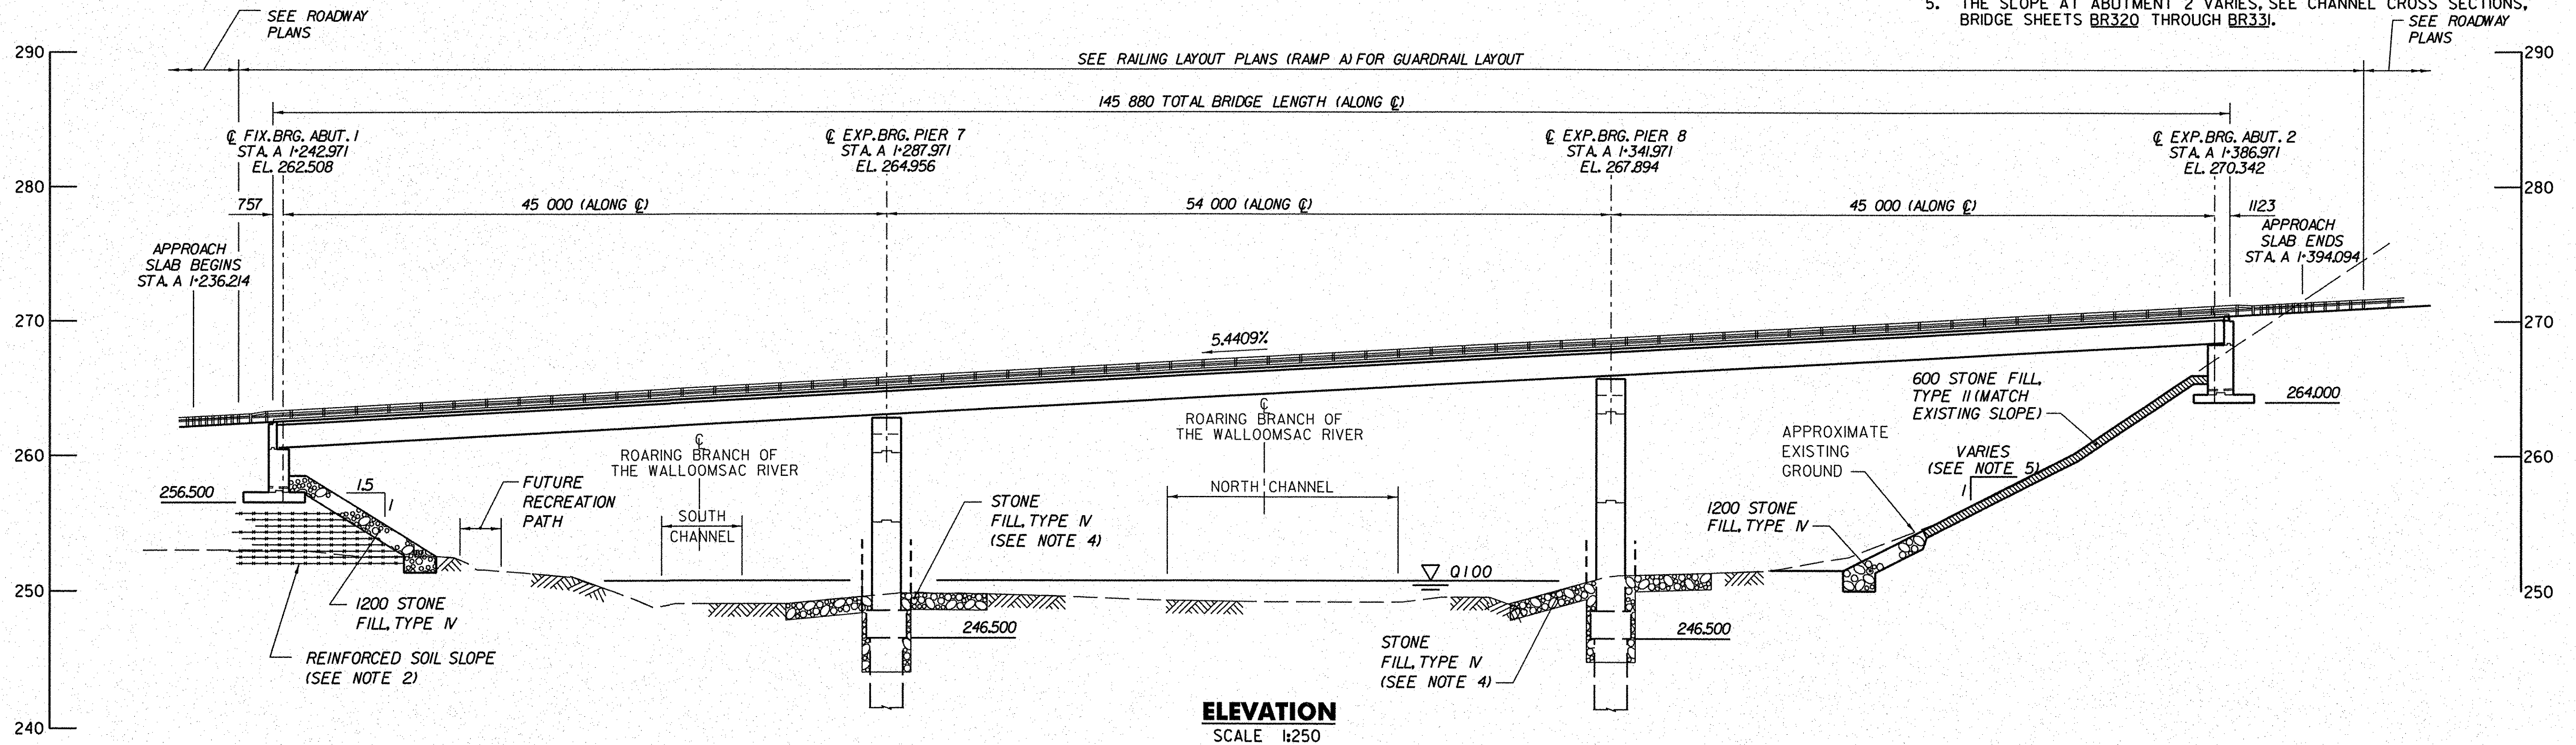 SEE ROADWAY
PLANS
5. THE SLOPE AT ABUTMENT 2 VARIES, SEE CHANNEL CROSS SECTIONS,
BRIDGE SHEETS BR320 THROUGH BR331.
SEE ROADWAY
PLANS
290
SEE RAILING LAYOUT PLANS (RAMP A) FOR GUARDRAIL LAYOUT
290
145 880 TOTAL BRIDGE LENGTH (ALONG ℄)
℄ FIX. BRG. ABUT. 1
STA. A 1+242.971
EL. 262.508
℄ EXP. BRG. PIER 7
STA. A 1+287.971
EL. 264.956
℄ EXP. BRG. PIER 8
STA. A 1+341.971
EL. 267.894
℄ EXP. BRG. ABUT. 2
STA. A 1+386.971
EL. 270.342
280
280
757
45 000 (ALONG ℄)
54 000 (ALONG ℄)
45 000 (ALONG ℄)
1123
APPROACH
SLAB BEGINS
STA. A 1+236.214
APPROACH
SLAB ENDS
STA. A 1+394.094
270
270
5.4409%
600 STONE FILL,
TYPE II (MATCH
EXISTING SLOPE)
264.000
℄
ROARING BRANCH OF
THE WALLOOMSAC RIVER
℄
ROARING BRANCH OF
THE WALLOOMSAC RIVER
APPROXIMATE
EXISTING
GROUND
VARIES
(SEE NOTE 5)
1
260
260
256.500
1.5
1
FUTURE
RECREATION
PATH
SOUTH
CHANNEL
STONE
FILL, TYPE IV
(SEE NOTE 4)
NORTH CHANNEL
1200 STONE
FILL, TYPE IV
Q100
250
250
1200 STONE
FILL, TYPE IV
246.500
246.500
REINFORCED SOIL SLOPE
(SEE NOTE 2)
STONE
FILL, TYPE IV
(SEE NOTE 4)
240
ELEVATION
SCALE 1:250